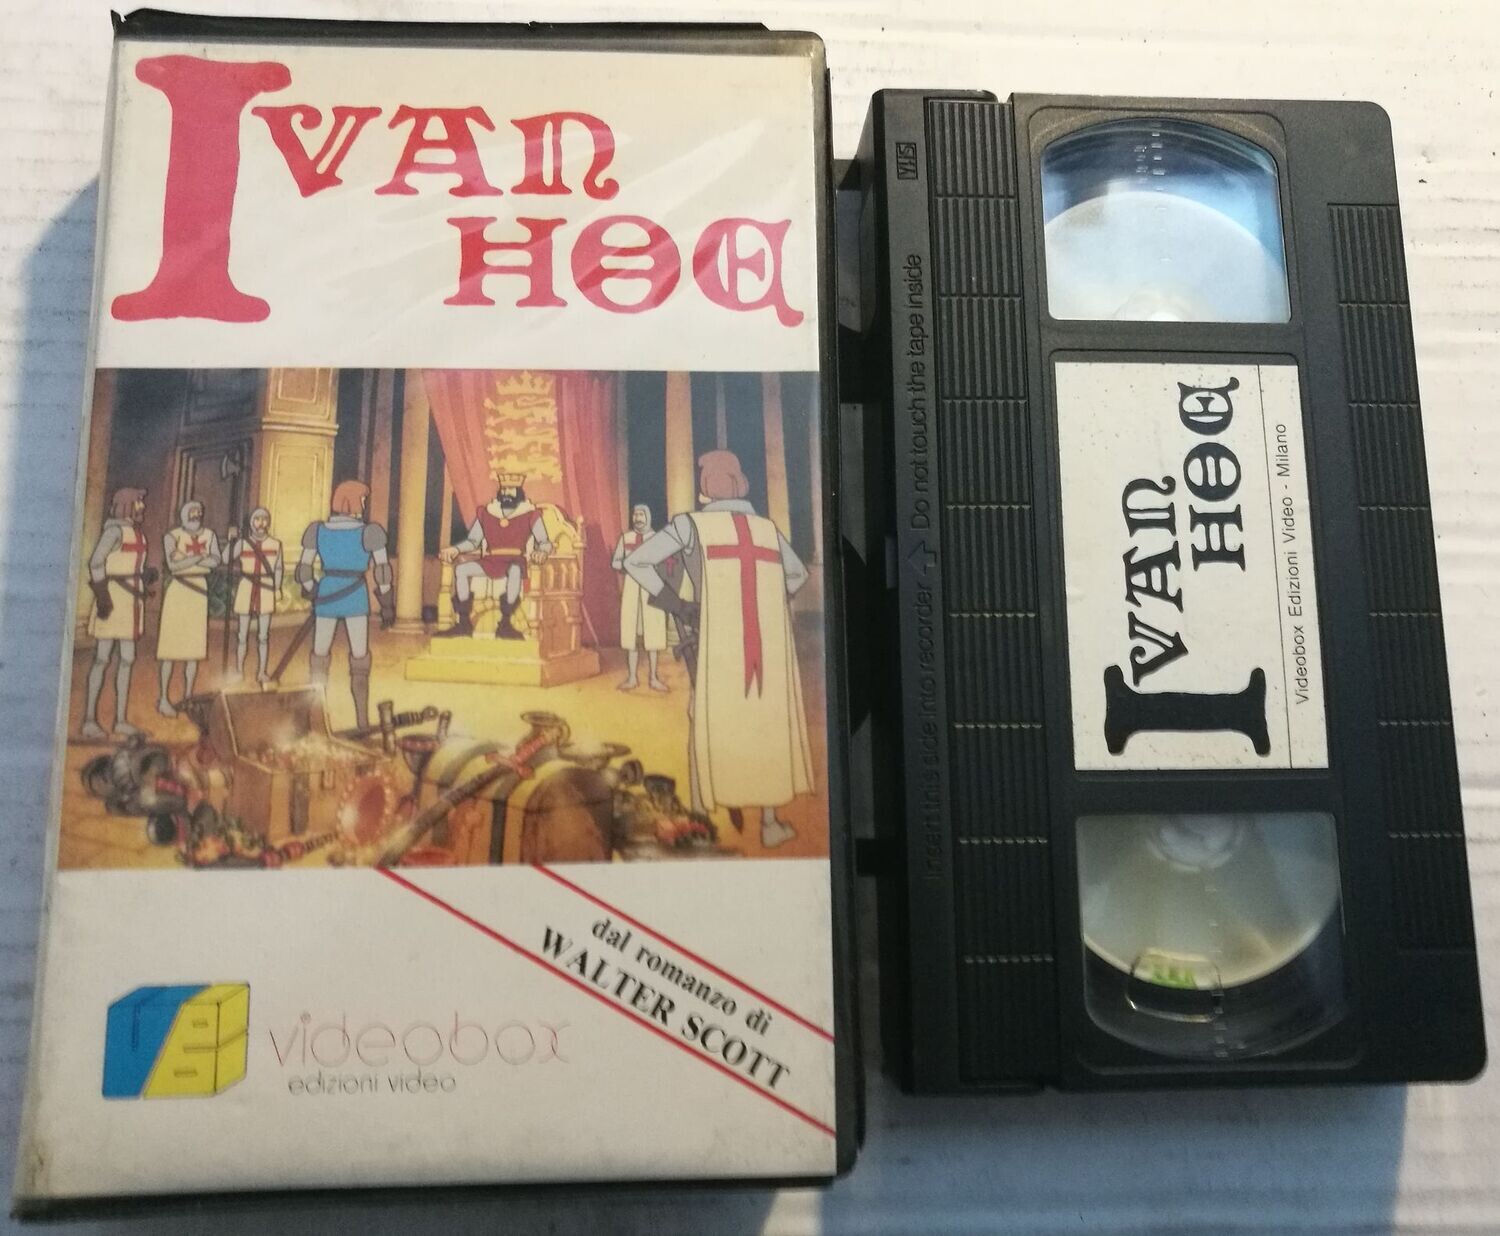 IVAN
HOE
dal romanzo di
WALTER SCOTT
videobox
edizioni video
VHS
Insert this side into recorder Do not touch the tape inside
IVAN
HOE
Videobox Edizioni Video - Milano